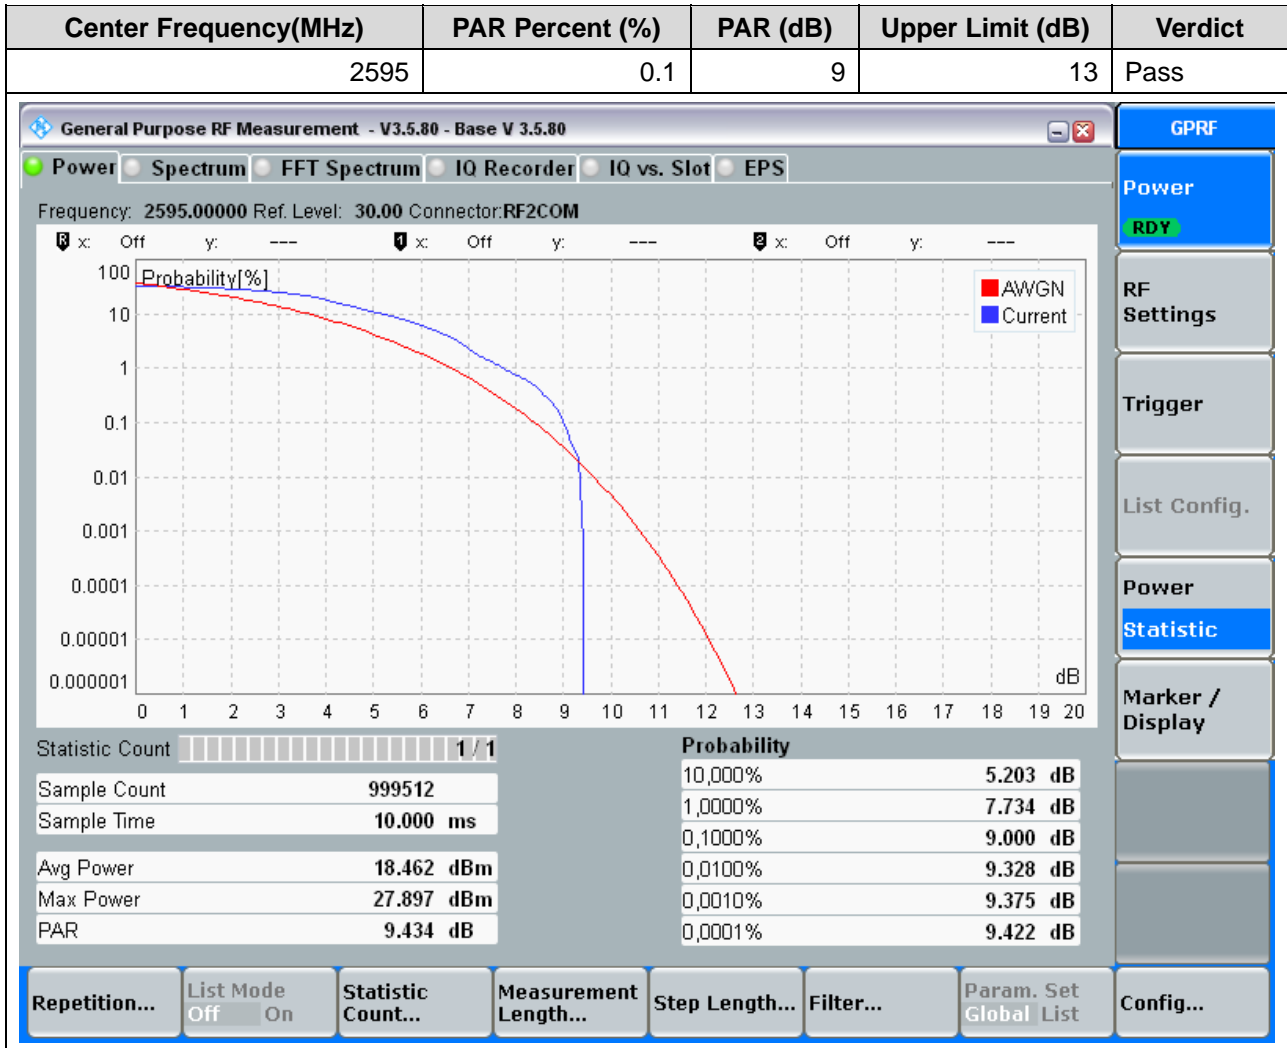 Center Frequency(MHz) PAR Percent (%) PAR (dB) Upper Limit (dB) Verdict
2595 0.1 9 13 Pass
General Purpose RF Measurement - V3.5.80 - Base V 3.5.80
GPRF
Power Spectrum FFT Spectrum IQ Recorder IQ vs. Slot EPS
Power
RDY
Frequency: 2595.00000 Ref. Level: 30.00 Connector:RF2COM
R x: Off y: --- 1 x: Off y: --- 2 x: Off y: ---
Probability[%]
AWGN
Current
100
10
1
0.1
0.01
0.001
0.0001
0.00001
0.000001
dB
0 1 2 3 4 5 6 7 8 9 10 11 12 13 14 15 16 17 18 19 20
RF
Settings
Trigger
List Config.
Power
Statistic
Marker /
Display
Statistic Count 1 / 1
Sample Count 999512
Sample Time 10.000 ms
Avg Power 18.462 dBm
Max Power 27.897 dBm
PAR 9.434 dB
Probability
10,000% 5.203 dB
1,0000% 7.734 dB
0,1000% 9.000 dB
0,0100% 9.328 dB
0,0010% 9.375 dB
0,0001% 9.422 dB
Repetition...
List Mode
Off On
Statistic
Count...
Measurement
Length...
Step Length...
Filter...
Param. Set
Global List
Config...